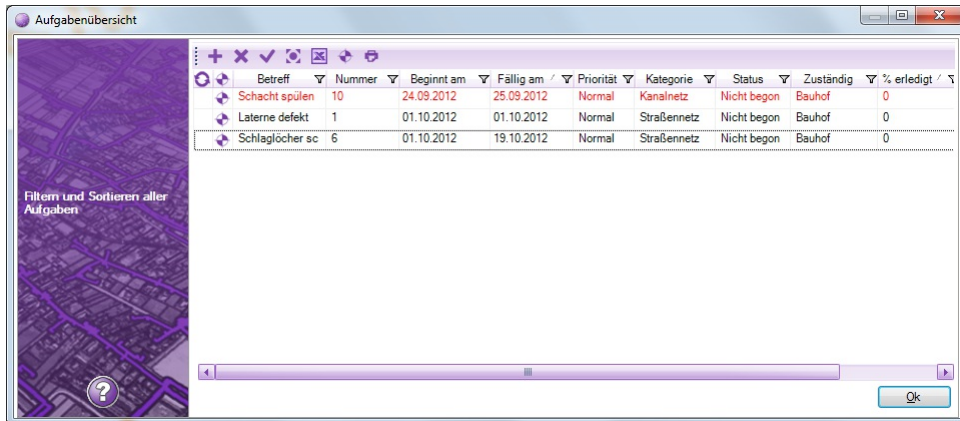 Aufgabenübersicht
Betreff Nummer Beginnt am Fällig am Priorität Kategorie Status Zuständig % erledigt
Schacht spülen 10 24.09.2012 25.09.2012 Normal Kanalnetz Nicht begon Bauhof 0
Laterne defekt 1 01.10.2012 01.10.2012 Normal Straßennetz Nicht begon Bauhof 0
Schlaglöcher sc 6 01.10.2012 19.10.2012 Normal Straßennetz Nicht begon Bauhof 0
Filtern und Sortieren aller
Aufgaben
?
Ok